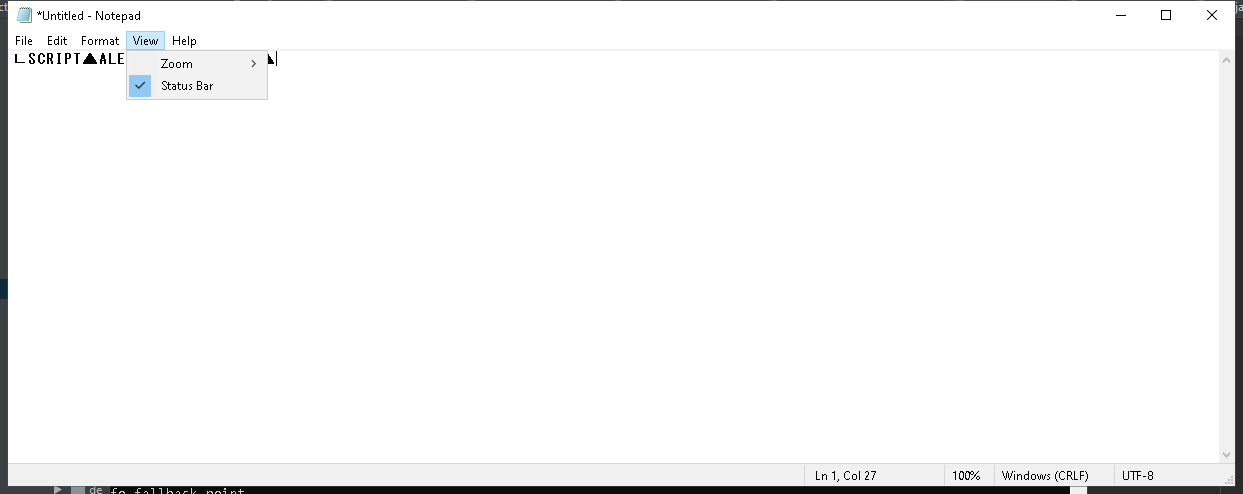 *Untitled - Notepad
File Edit Format View Help
∟SCRIPT▲ALE
Zoom
Status Bar
Ln 1, Col 27
100%
Windows (CRLF)
UTF-8
de fo fallback point